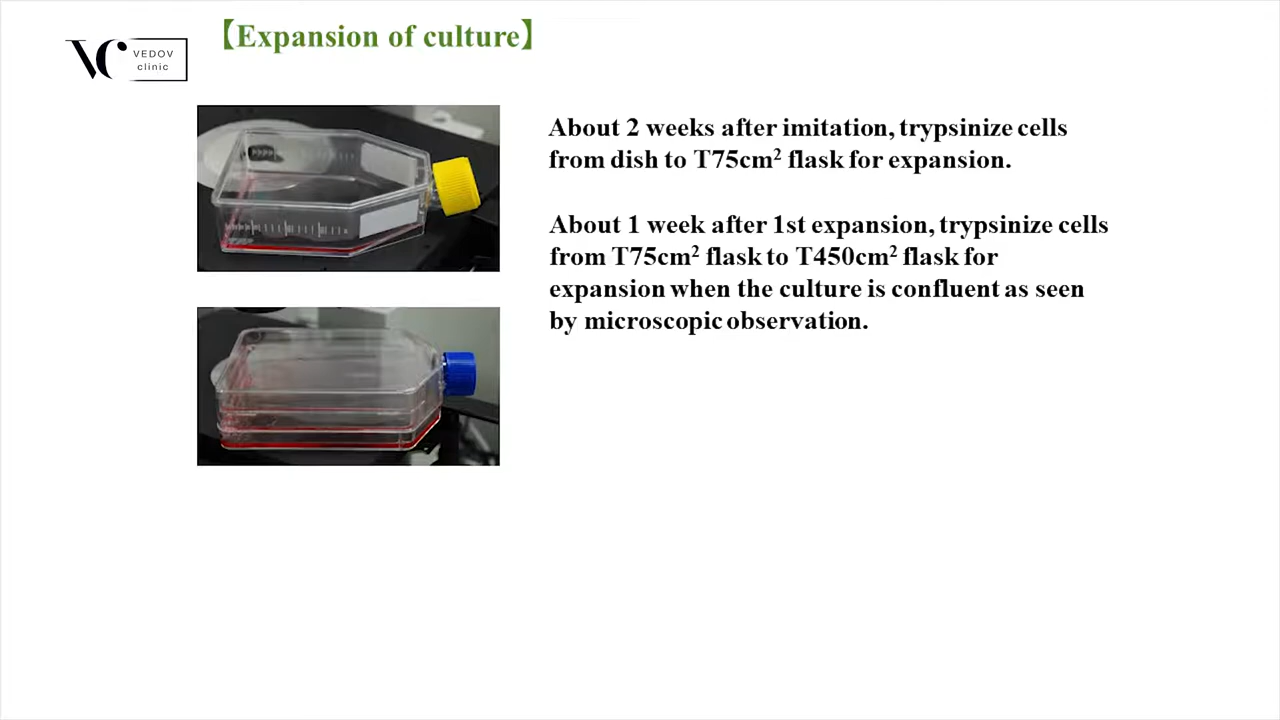 【Expansion of culture】
VC
VEDOV
clinic
About 2 weeks after imitation, trypsinize cells
from dish to T75cm² flask for expansion.
About 1 week after 1st expansion, trypsinize cells
from T75cm² flask to T450cm² flask for
expansion when the culture is confluent as seen
by microscopic observation.